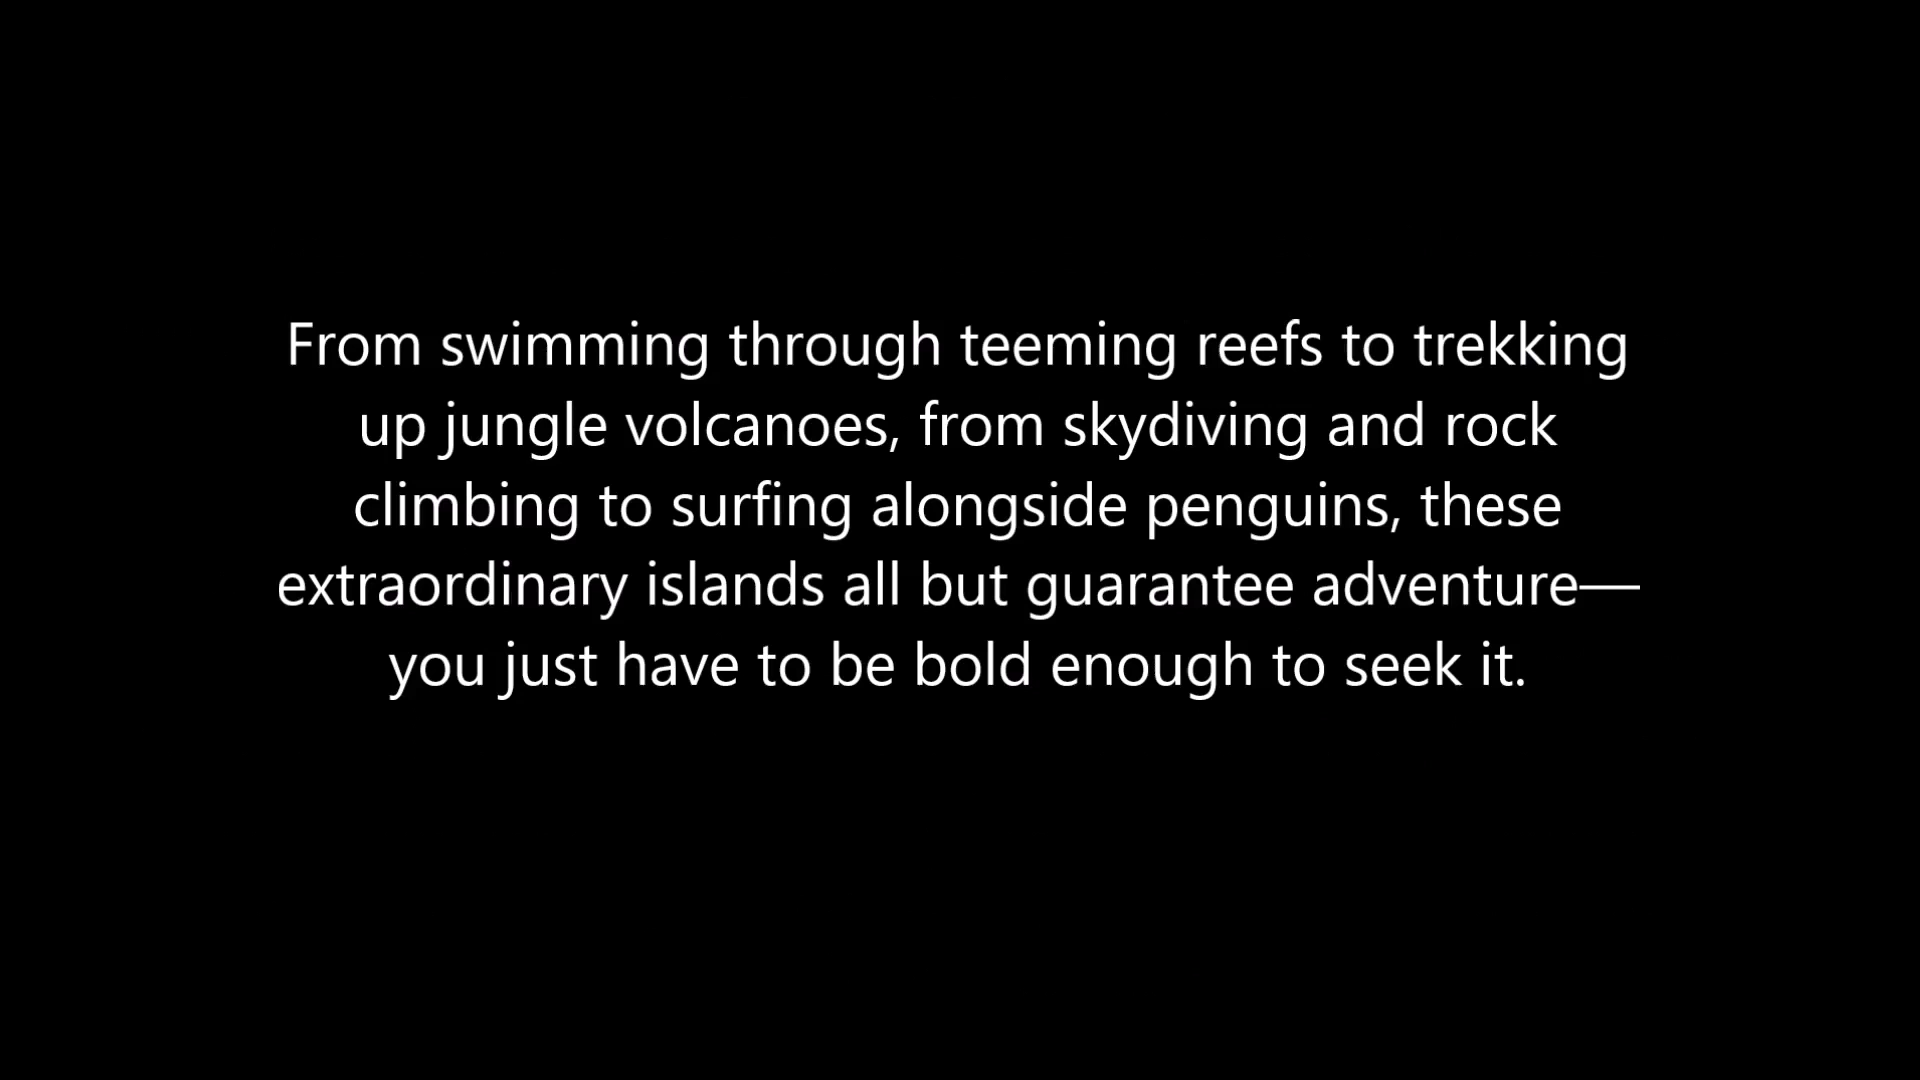 From swimming through teeming reefs to trekking
up jungle volcanoes, from skydiving and rock
climbing to surfing alongside penguins, these
extraordinary islands all but guarantee adventure—
you just have to be bold enough to seek it.